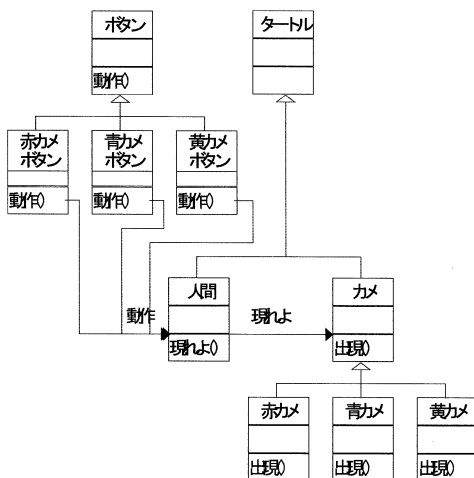 ボタン
タートル
動作()
赤カメ
ボタン
青カメ
ボタン
黄カメ
ボタン
動作()
動作()
動作()
人間
カメ
動作
現れよ
現れよ()
出現()
赤カメ
青カメ
黄カメ
出現()
出現()
出現()